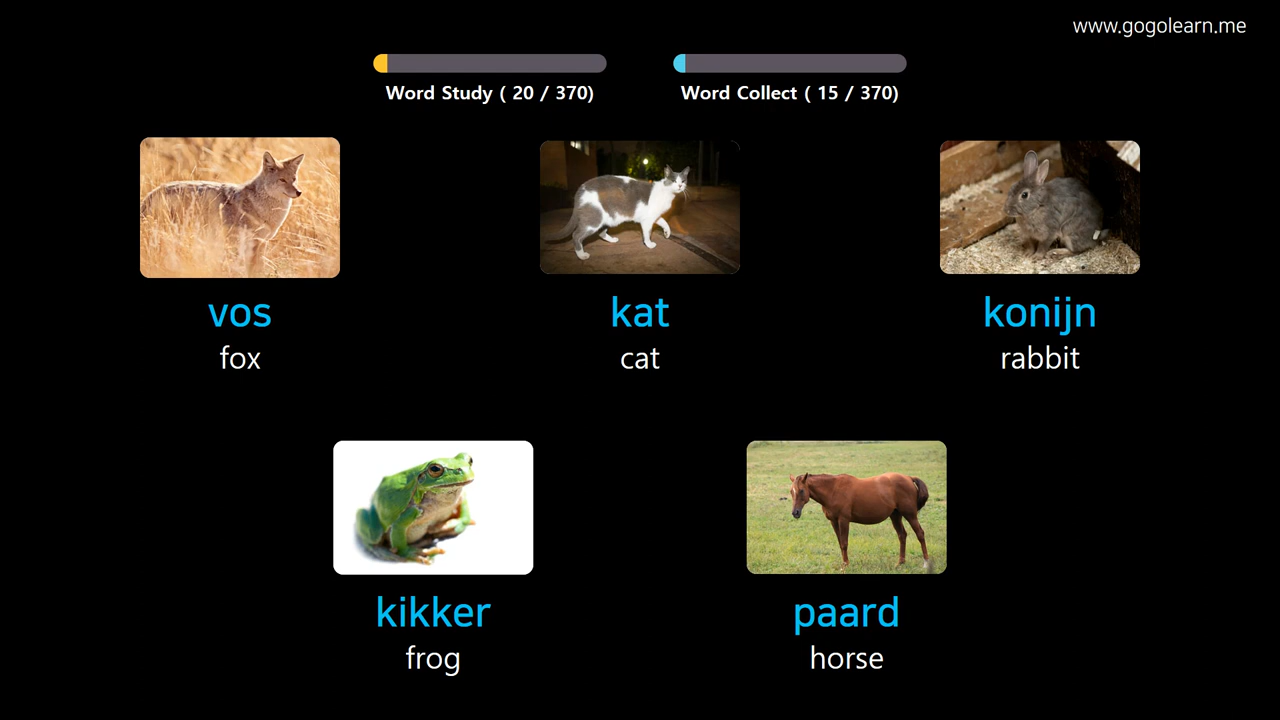 www.gogolearn.me
Word Study ( 20 / 370)
Word Collect ( 15 / 370)
vos
fox
kat
cat
konijn
rabbit
kikker
frog
paard
horse